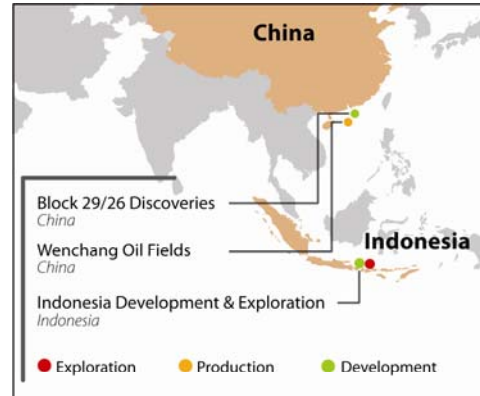 China
Block 29/26 Discoveries
China
Wenchang Oil Fields
China
Indonesia
Indonesia Development & Exploration
Indonesia
Exploration
Production
Development